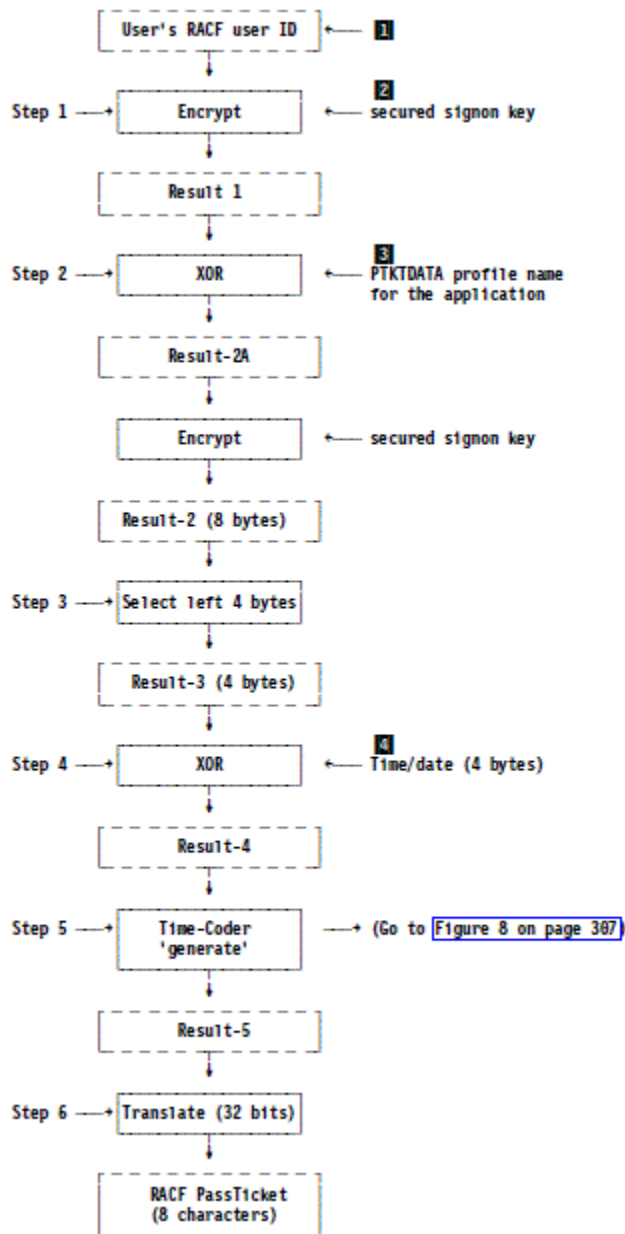 User's RACF user ID
1
2
Step 1
Encrypt
secured signon key
Result 1
3
Step 2
XOR
PTKTDATA profile name
for the application
Result-2A
Encrypt
secured signon key
Result-2 (8 bytes)
Step 3
Select left 4 bytes
Result-3 (4 bytes)
4
Step 4
XOR
Time/date (4 bytes)
Result-4
Step 5
Time-Coder
'generate'
(Go to Figure 8 on page 307)
Result-5
Step 6
Translate (32 bits)
RACF PassTicket
(8 characters)